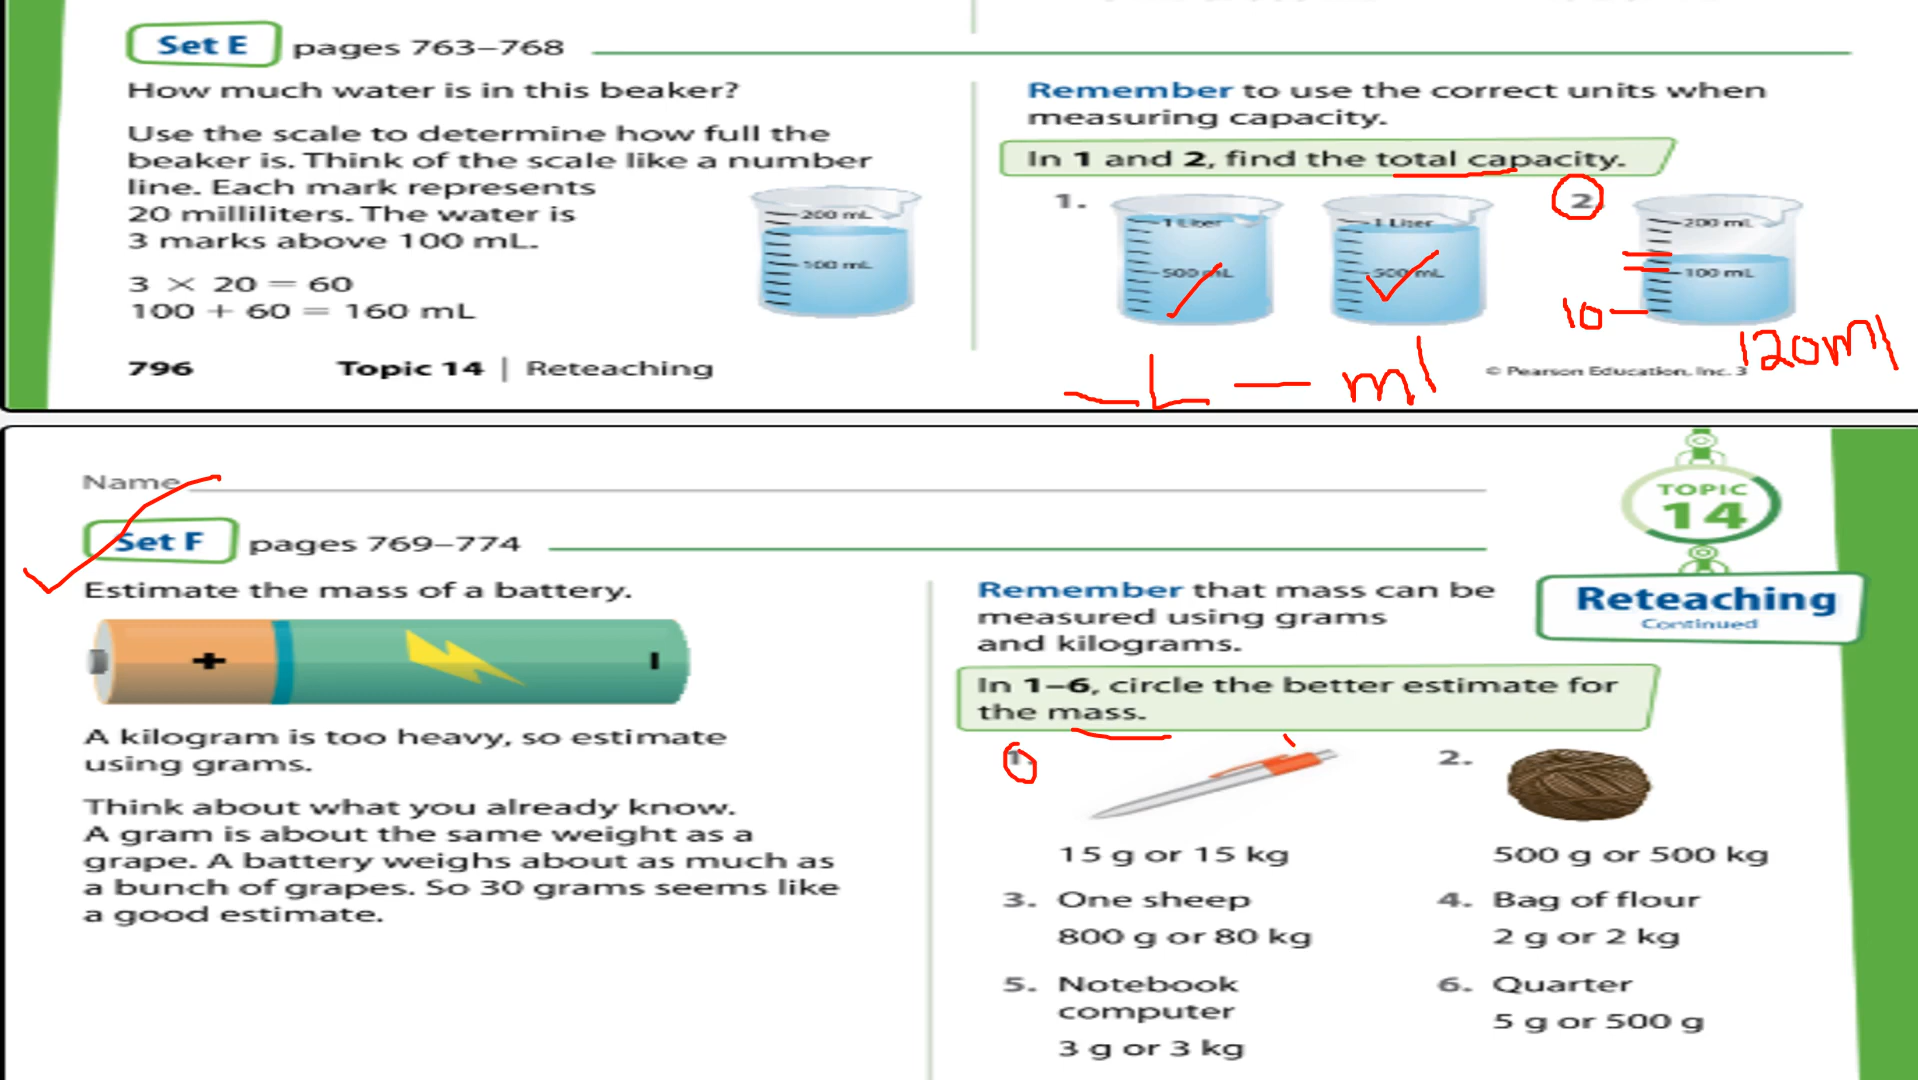 Set E pages 763–768
How much water is in this beaker?
Use the scale to determine how full the
beaker is. Think of the scale like a number
line. Each mark represents
20 milliliters. The water is
3 marks above 100 mL.
200 mL
100 mL
3 × 20 = 60
100 + 60 = 160 mL
796 Topic 14 | Reteaching
Remember to use the correct units when
measuring capacity.
In 1 and 2, find the total capacity.
1.
1 Liter
500 mL
1 Liter
500 mL
2
200 mL
100 mL
10
120ml
L ml
© Pearson Education, Inc. 3
Name
Set F pages 769–774
Estimate the mass of a battery.
+
A kilogram is too heavy, so estimate
using grams.
Think about what you already know.
A gram is about the same weight as a
grape. A battery weighs about as much as
a bunch of grapes. So 30 grams seems like
a good estimate.
TOPIC
14
Reteaching
Continued
Remember that mass can be
measured using grams
and kilograms.
In 1–6, circle the better estimate for
the mass.
1.
15 g or 15 kg
2.
500 g or 500 kg
3. One sheep
800 g or 80 kg
4. Bag of flour
2 g or 2 kg
5. Notebook
computer
3 g or 3 kg
6. Quarter
5 g or 500 g